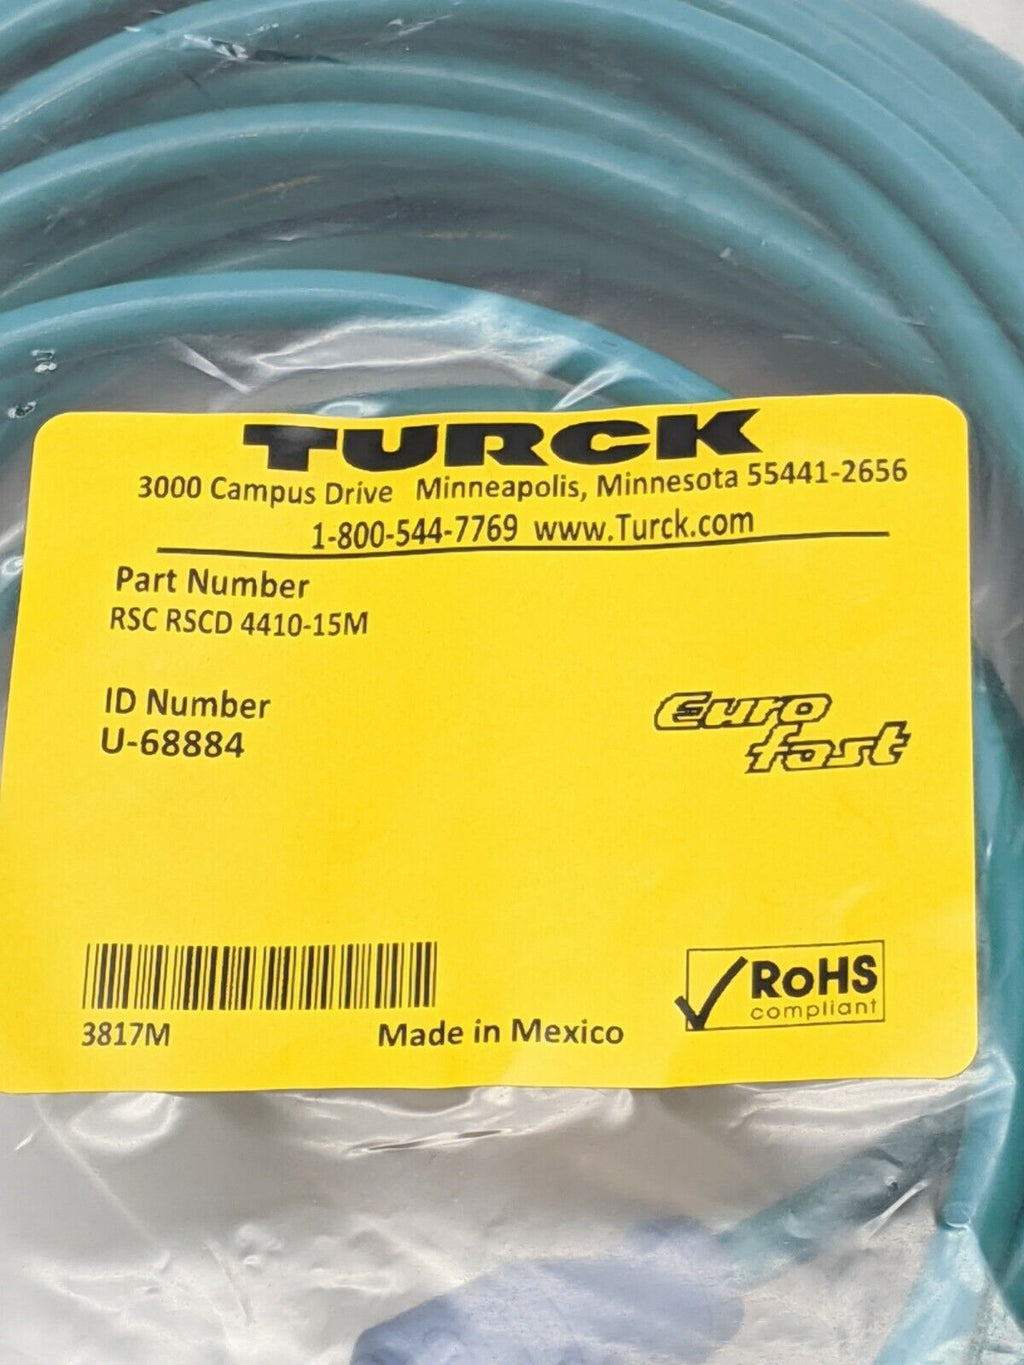 TURCK
3000 Campus Drive Minneapolis, Minnesota 55441-2656
1-800-544-7769 www.Turck.com
Part Number
RSC RSCD 4410-15M
ID Number
U-68884
Euro
fast
RoHS
compliant
3817M
Made in Mexico